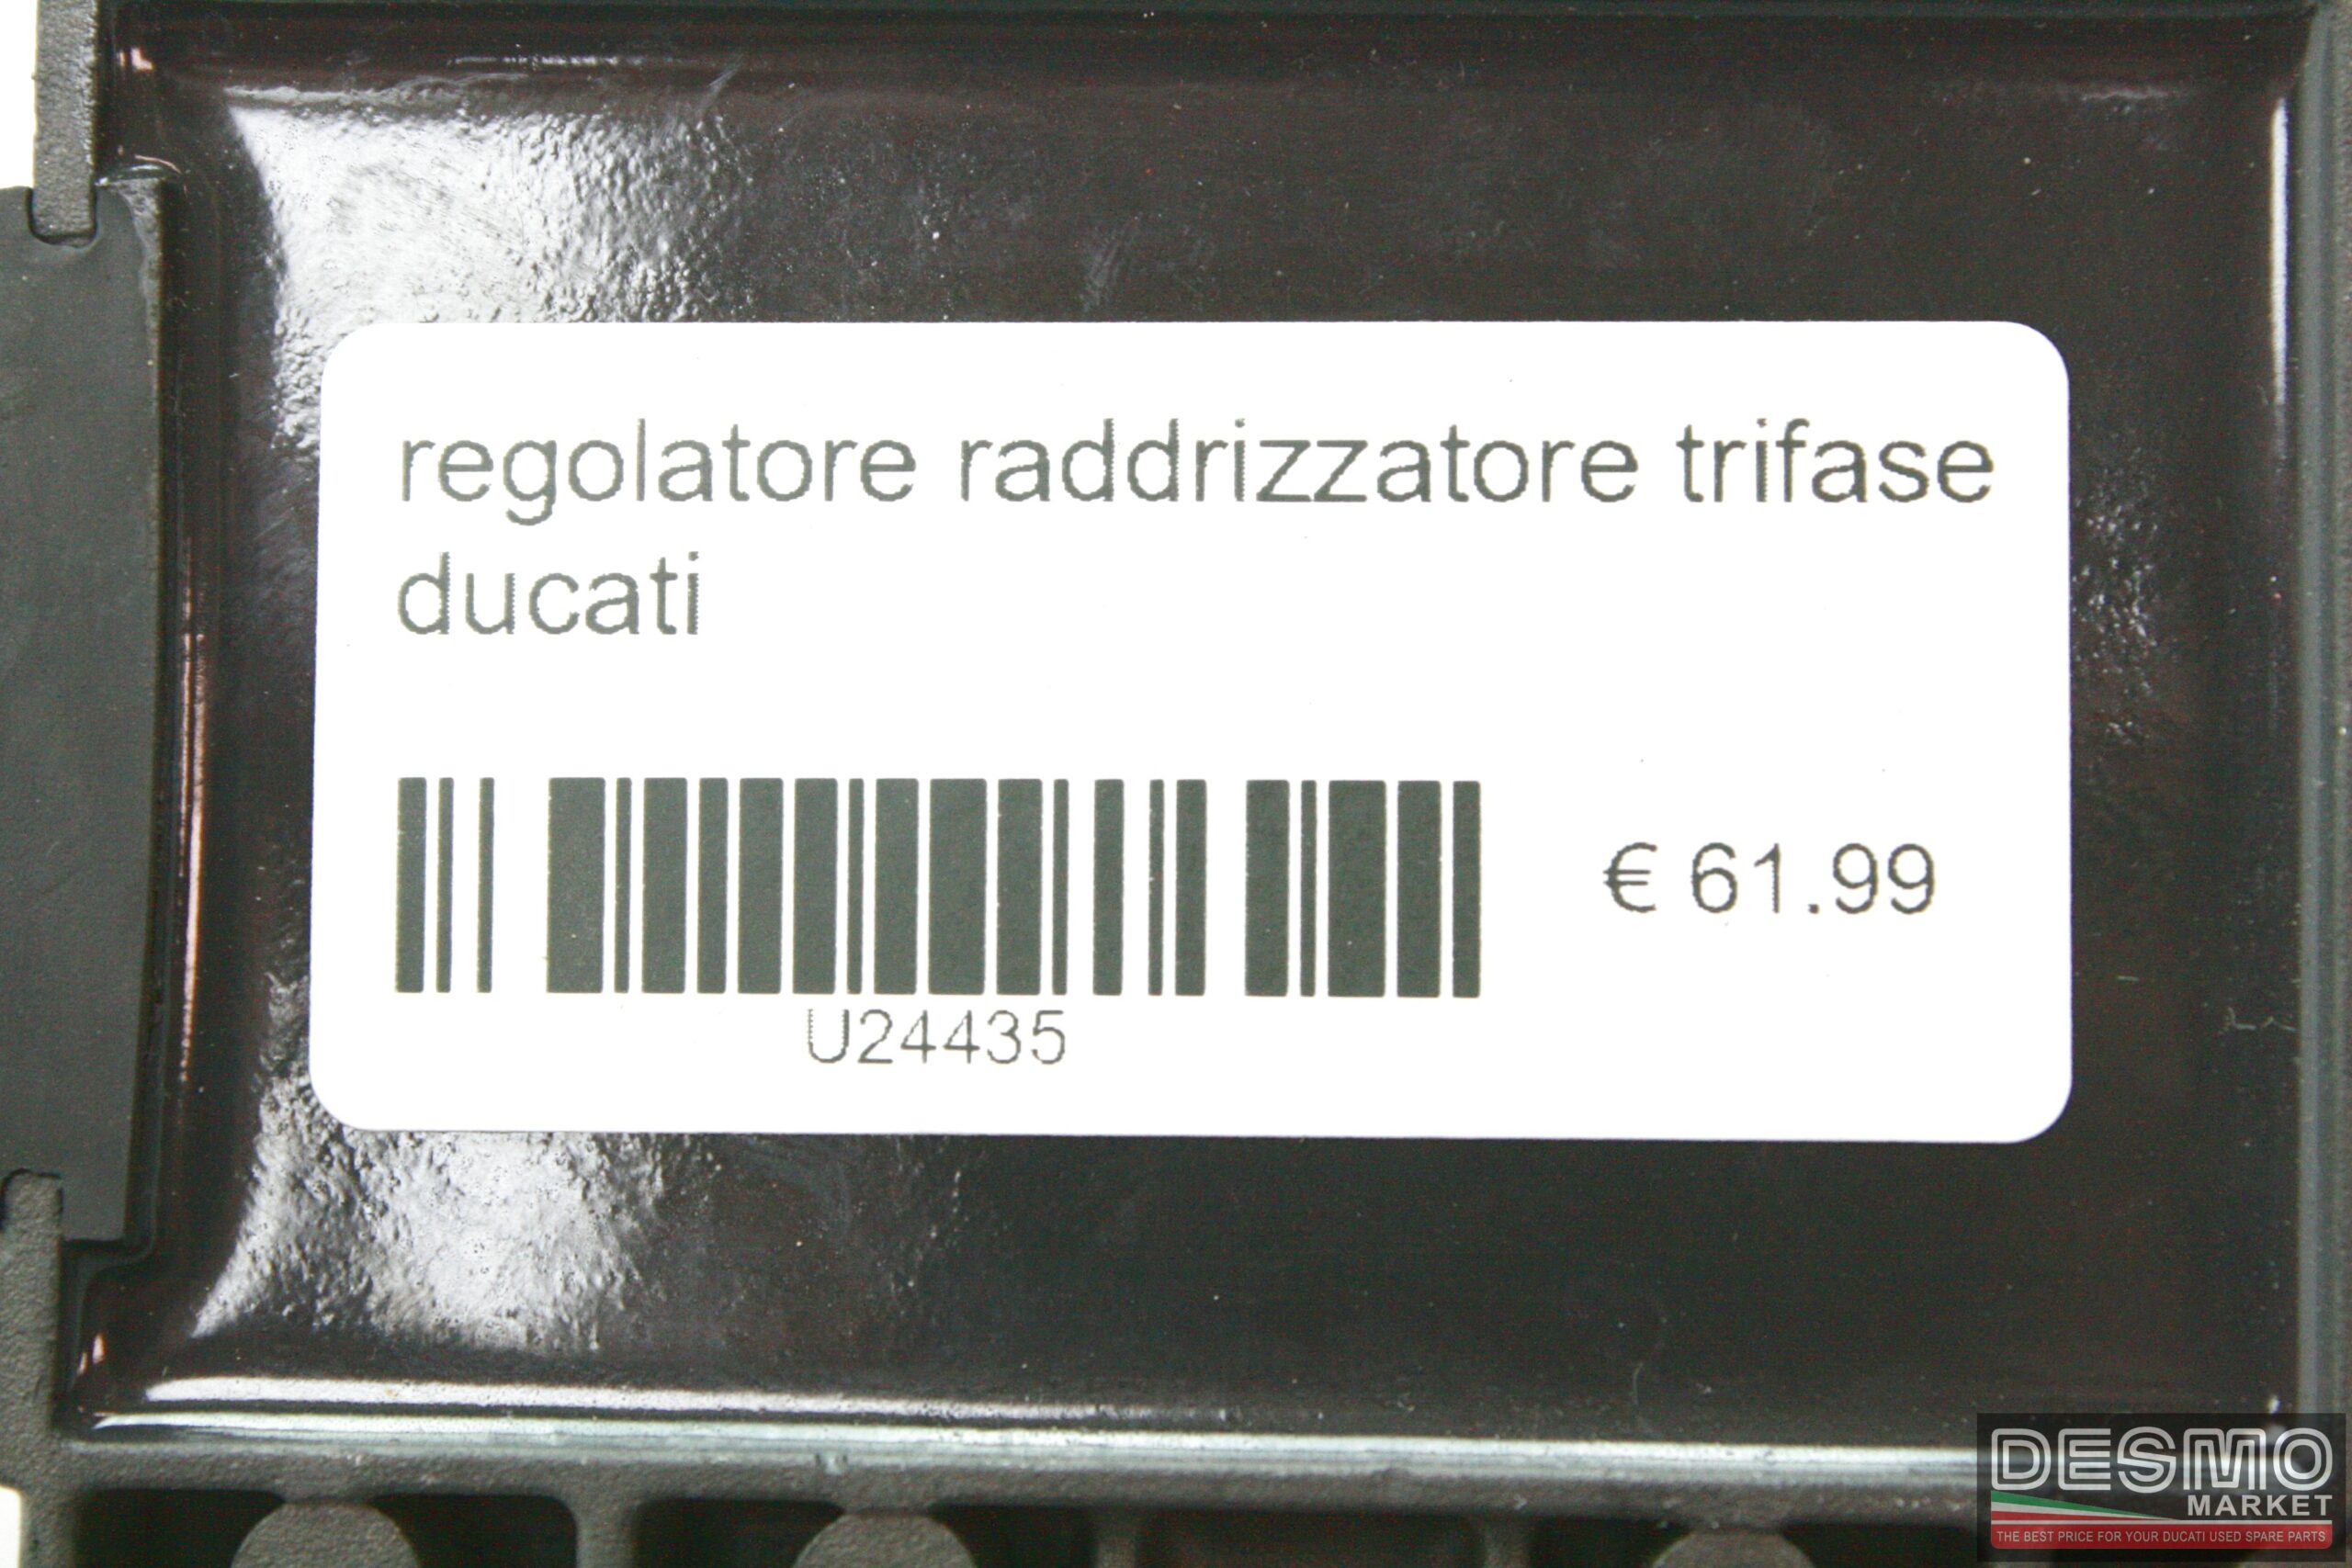 regolatore raddrizzatore trifase
ducati
€ 61.99
U24435
DESMO
MARKET
THE BEST PRICE FOR YOUR DUCATI USED SPARE PARTS